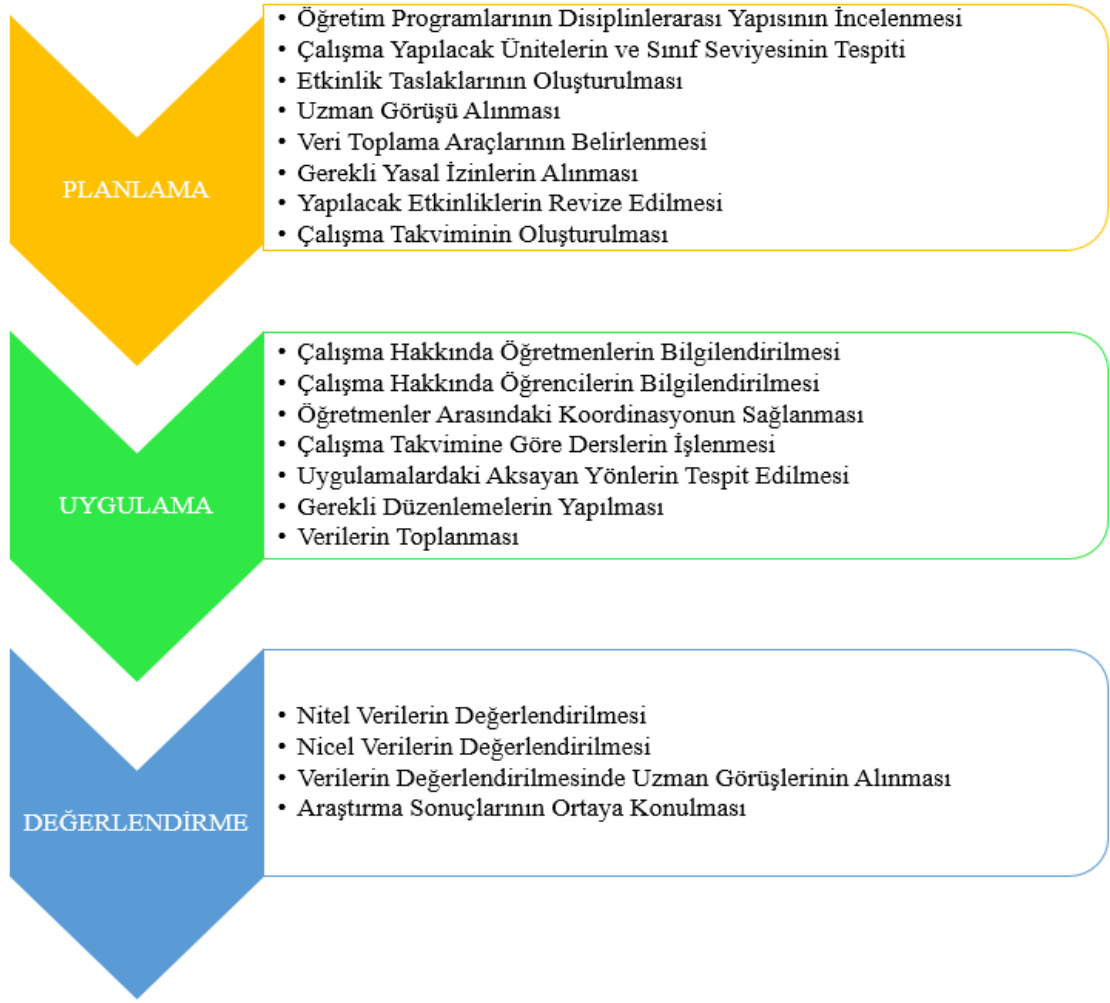 • Öğretim Programlarının Disiplinlerarası Yapısının İncelenmesi
• Çalışma Yapılacak Ünitelerin ve Sınıf Seviyesinin Tespiti
• Etkinlik Taslaklarının Oluşturulması
• Uzman Görüşü Alınması
• Veri Toplama Araçlarının Belirlenmesi
• Gerekli Yasal İzinlerin Alınması
• Yapılacak Etkinliklerin Revize Edilmesi
• Çalışma Takviminin Oluşturulması
PLANLAMA
• Çalışma Hakkında Öğretmenlerin Bilgilendirilmesi
• Çalışma Hakkında Öğrencilerin Bilgilendirilmesi
• Öğretmenler Arasındaki Koordinasyonun Sağlanması
• Çalışma Takvimine Göre Derslerin İşlenmesi
• Uygulamalardaki Aksayan Yönlerin Tespit Edilmesi
• Gerekli Düzenlemelerin Yapılması
• Verilerin Toplanması
UYGULAMA
• Nitel Verilerin Değerlendirilmesi
• Nicel Verilerin Değerlendirilmesi
• Verilerin Değerlendirilmesinde Uzman Görüşlerinin Alınması
• Araştırma Sonuçlarının Ortaya Konulması
DEĞERLENDİRME